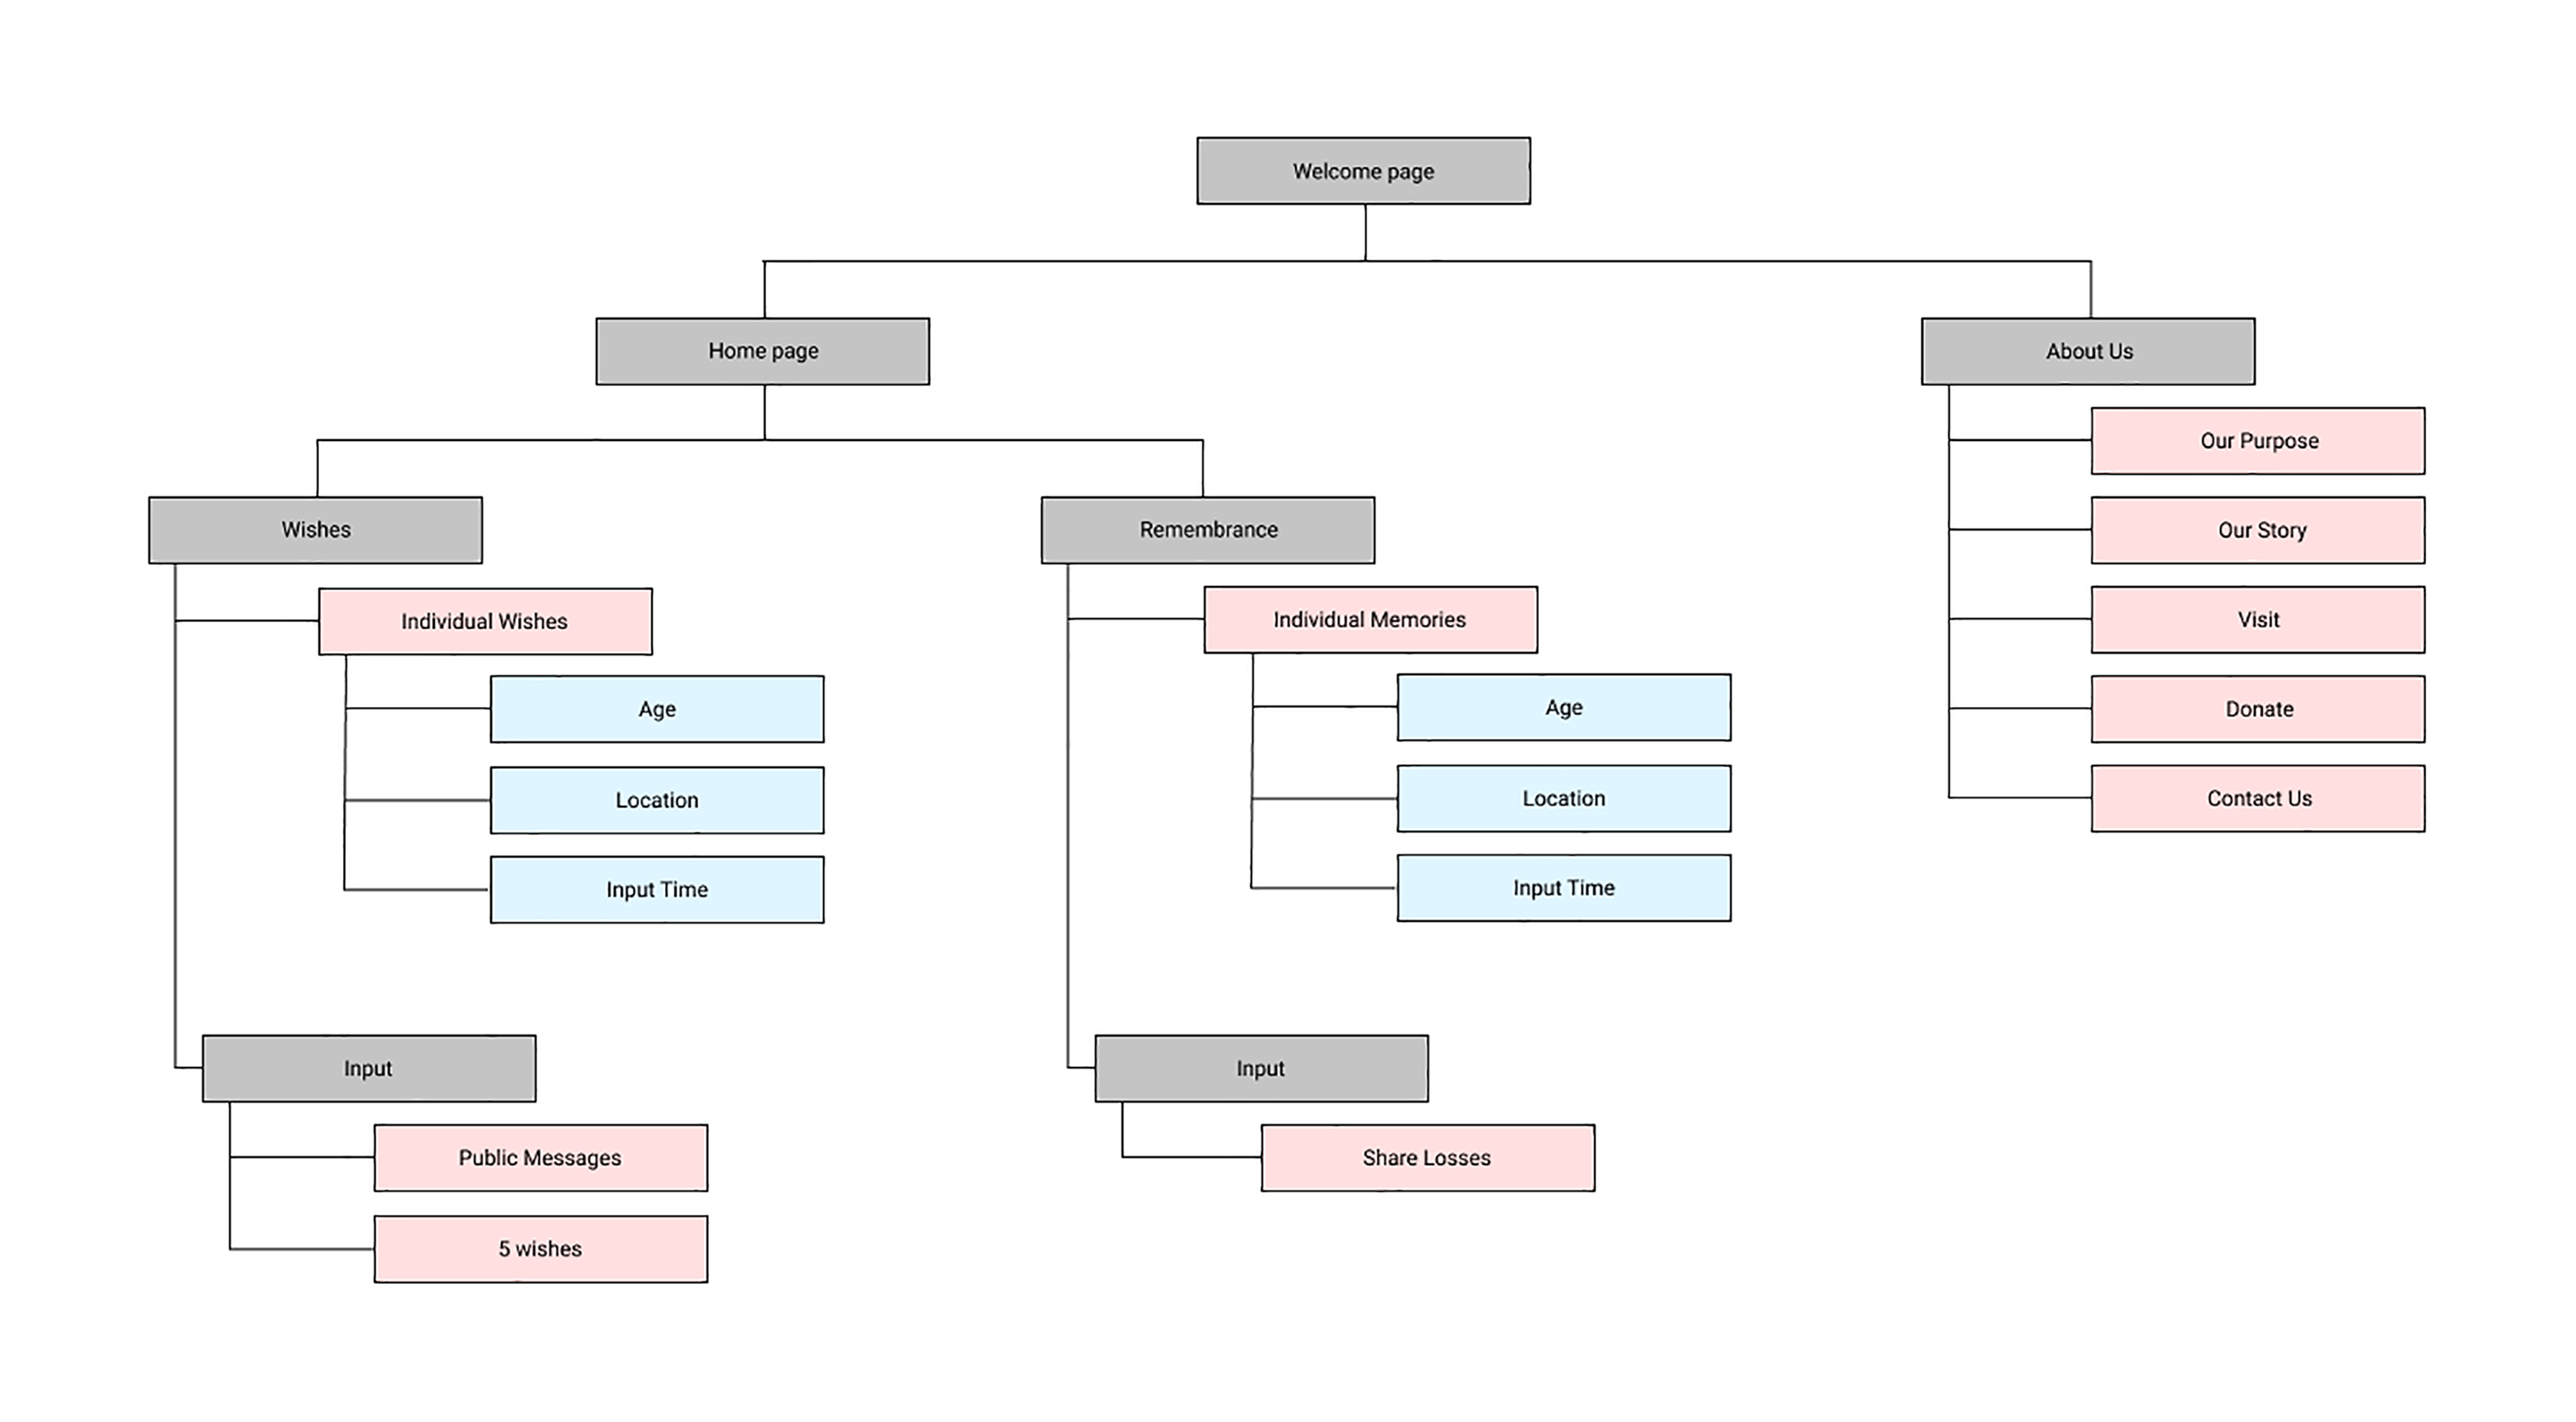 Welcome page
Home page
About Us
Our Purpose
Our Story
Visit
Donate
Contact Us
Wishes
Individual Wishes
Age
Location
Input Time
Input
Public Messages
5 wishes
Remembrance
Individual Memories
Age
Location
Input Time
Input
Share Losses